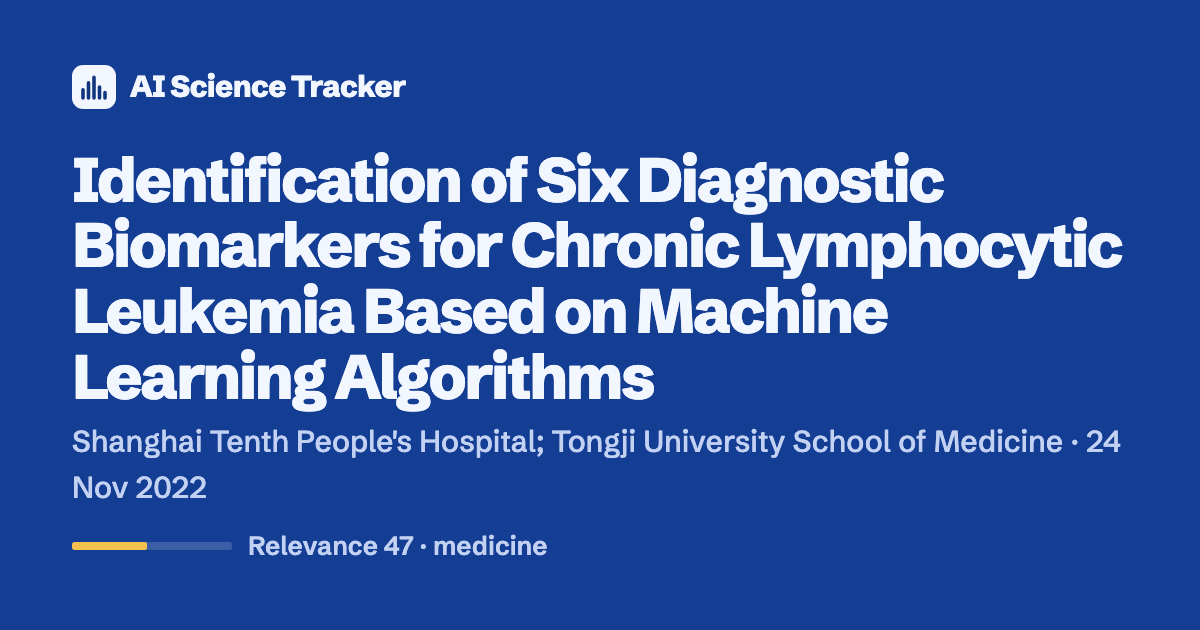 AI Science Tracker
Identification of Six Diagnostic
Biomarkers for Chronic Lymphocytic
Leukemia Based on Machine
Learning Algorithms
Shanghai Tenth People's Hospital; Tongji University School of Medicine · 24
Nov 2022
Relevance 47 · medicine